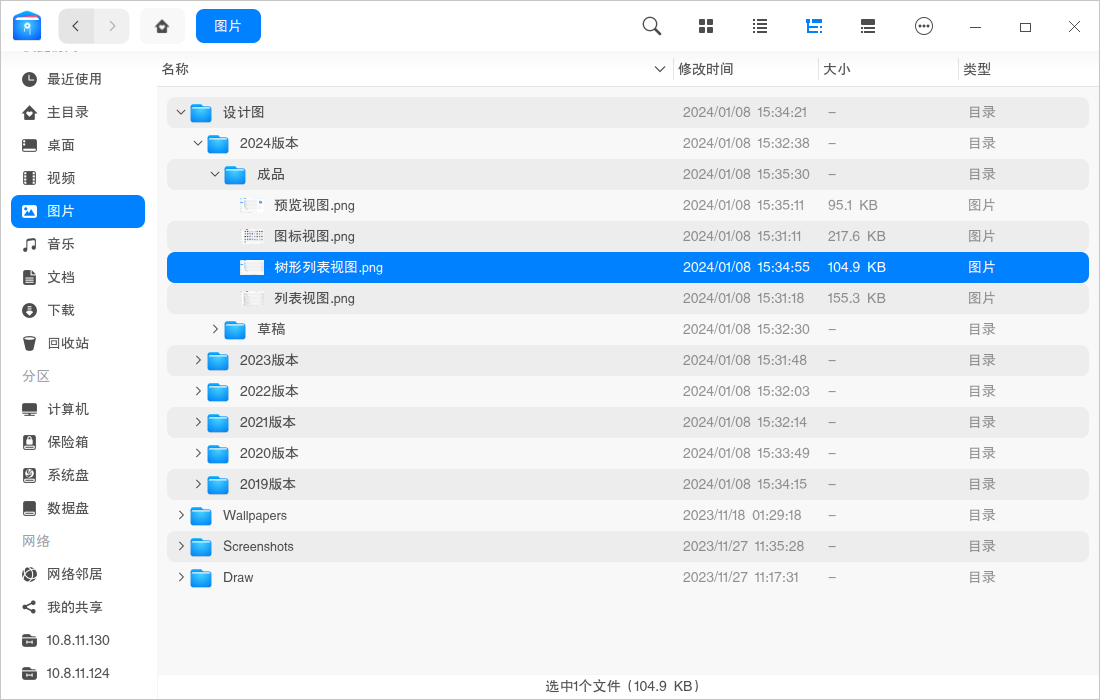 图片
名称 修改时间 大小 类型
最近使用
主目录
桌面
视频
图片
音乐
文档
下载
回收站
分区
计算机
保险箱
系统盘
数据盘
网络
网络邻居
我的共享
10.8.11.130
10.8.11.124
设计图 2024/01/08 15:34:21 – 目录
2024版本 2024/01/08 15:32:38 – 目录
成品 2024/01/08 15:35:30 – 目录
预览视图.png 2024/01/08 15:35:11 95.1 KB 图片
图标视图.png 2024/01/08 15:31:11 217.6 KB 图片
树形列表视图.png 2024/01/08 15:34:55 104.9 KB 图片
列表视图.png 2024/01/08 15:31:18 155.3 KB 图片
草稿 2024/01/08 15:32:30 – 目录
2023版本 2024/01/08 15:31:48 – 目录
2022版本 2024/01/08 15:32:03 – 目录
2021版本 2024/01/08 15:32:14 – 目录
2020版本 2024/01/08 15:33:49 – 目录
2019版本 2024/01/08 15:34:15 – 目录
Wallpapers 2023/11/18 01:29:18 – 目录
Screenshots 2023/11/27 11:35:28 – 目录
Draw 2023/11/27 11:17:31 – 目录
选中1个文件（104.9 KB）